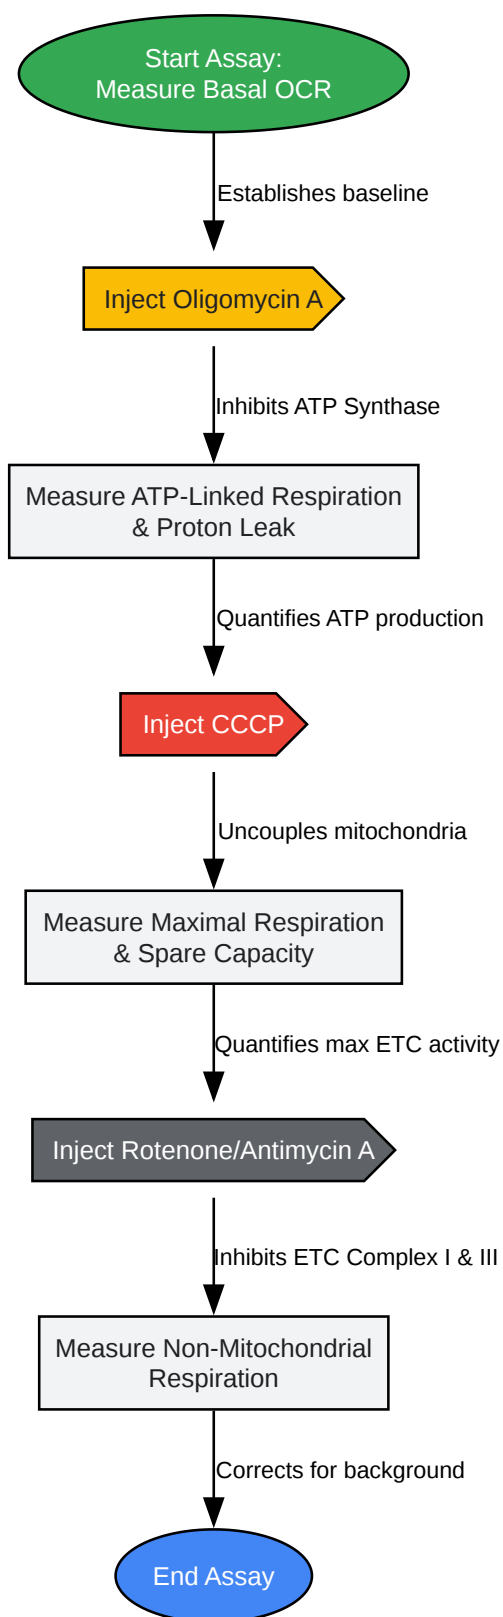 Start Assay:
Measure Basal OCR
Establishes baseline
Inject Oligomycin A
Inhibits ATP Synthase
Measure ATP-Linked Respiration
& Proton Leak
Quantifies ATP production
Inject CCCP
Uncouples mitochondria
Measure Maximal Respiration
& Spare Capacity
Quantifies max ETC activity
Inject Rotenone/Antimycin A
Inhibits ETC Complex I & III
Measure Non-Mitochondrial
Respiration
Corrects for background
End Assay